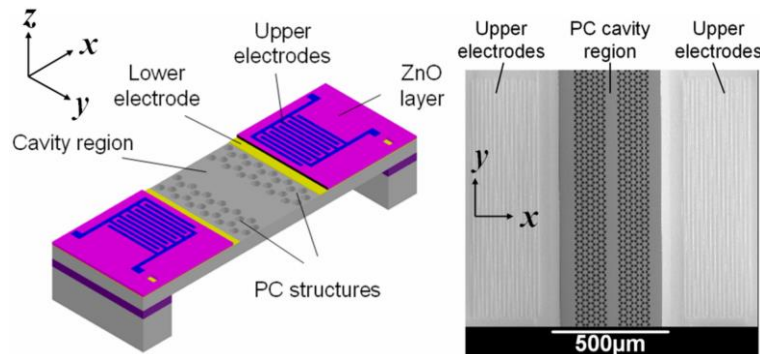 z
x
y
Lower
electrode
Upper
electrodes
ZnO
layer
Cavity region
PC structures
Upper
electrodes
PC cavity
region
Upper
electrodes
y
x
500μm